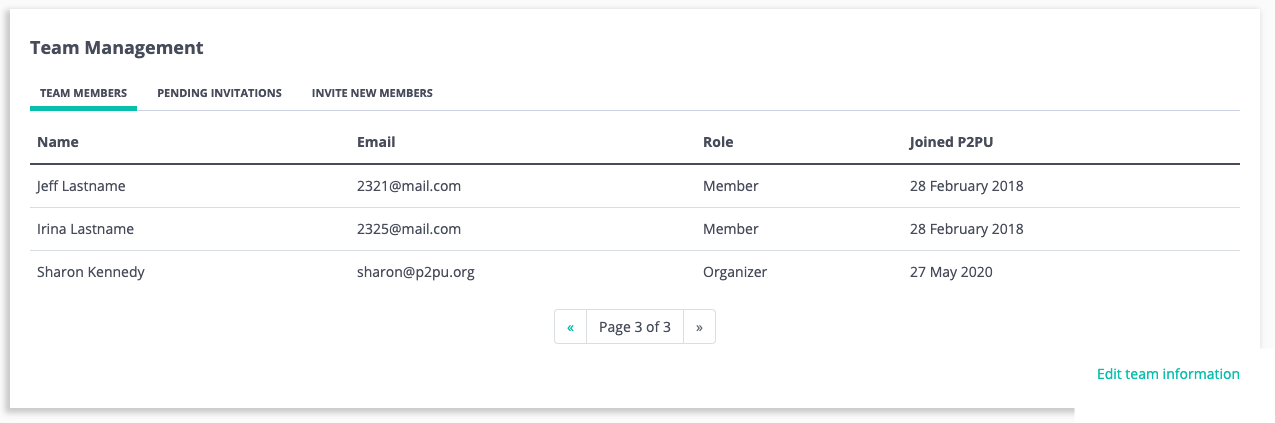 Team Management
TEAM MEMBERS PENDING INVITATIONS INVITE NEW MEMBERS
Name Email Role Joined P2PU
Jeff Lastname 2321@mail.com Member 28 February 2018
Irina Lastname 2325@mail.com Member 28 February 2018
Sharon Kennedy sharon@p2pu.org Organizer 27 May 2020
« Page 3 of 3 »
Edit team information